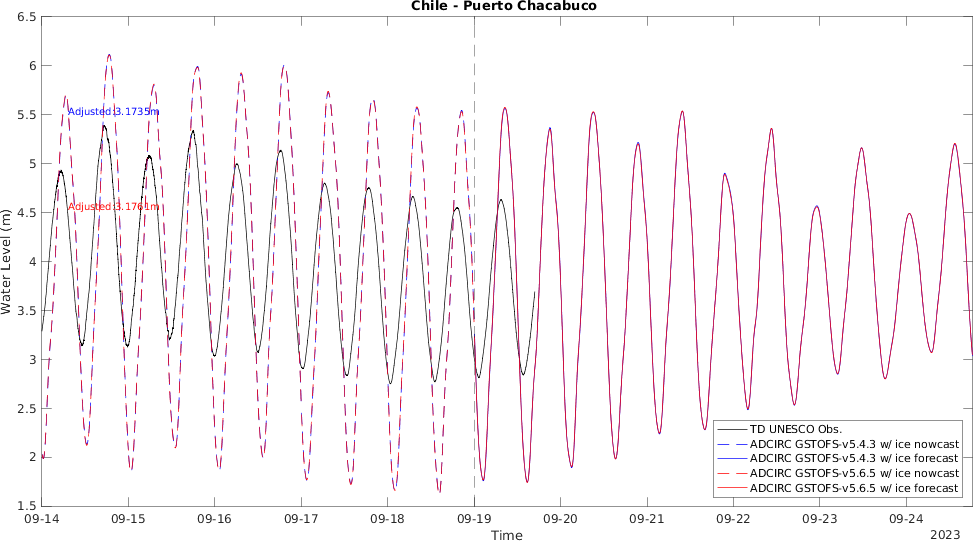 Chile - Puerto Chacabuco
6.5
6
5.5
5
4.5
4
3.5
3
2.5
2
1.5
Water Level (m)
Adjusted:3.1735m
Adjusted:3.1761m
TD UNESCO Obs.
ADCIRC GSTOFS-v5.4.3 w/ ice nowcast
ADCIRC GSTOFS-v5.4.3 w/ ice forecast
ADCIRC GSTOFS-v5.6.5 w/ ice nowcast
ADCIRC GSTOFS-v5.6.5 w/ ice forecast
09-14 09-15 09-16 09-17 09-18 09-19 09-20 09-21 09-22 09-23 09-24
Time
2023